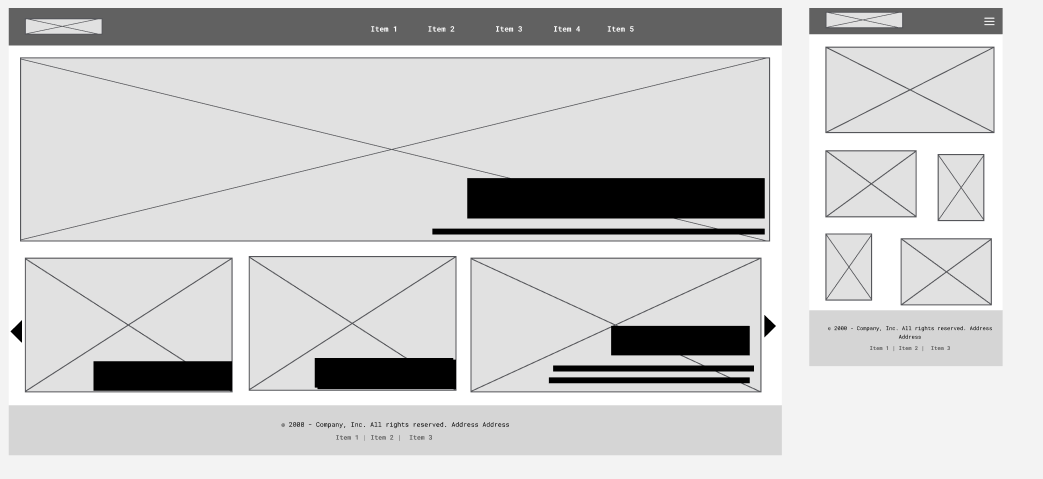 Item 1 Item 2 Item 3 Item 4 Item 5
© 2000 - Company, Inc. All rights reserved. Address Address
Item 1 | Item 2 | Item 3
© 2000 - Company, Inc. All rights reserved. Address
Address
Item 1 | Item 2 | Item 3